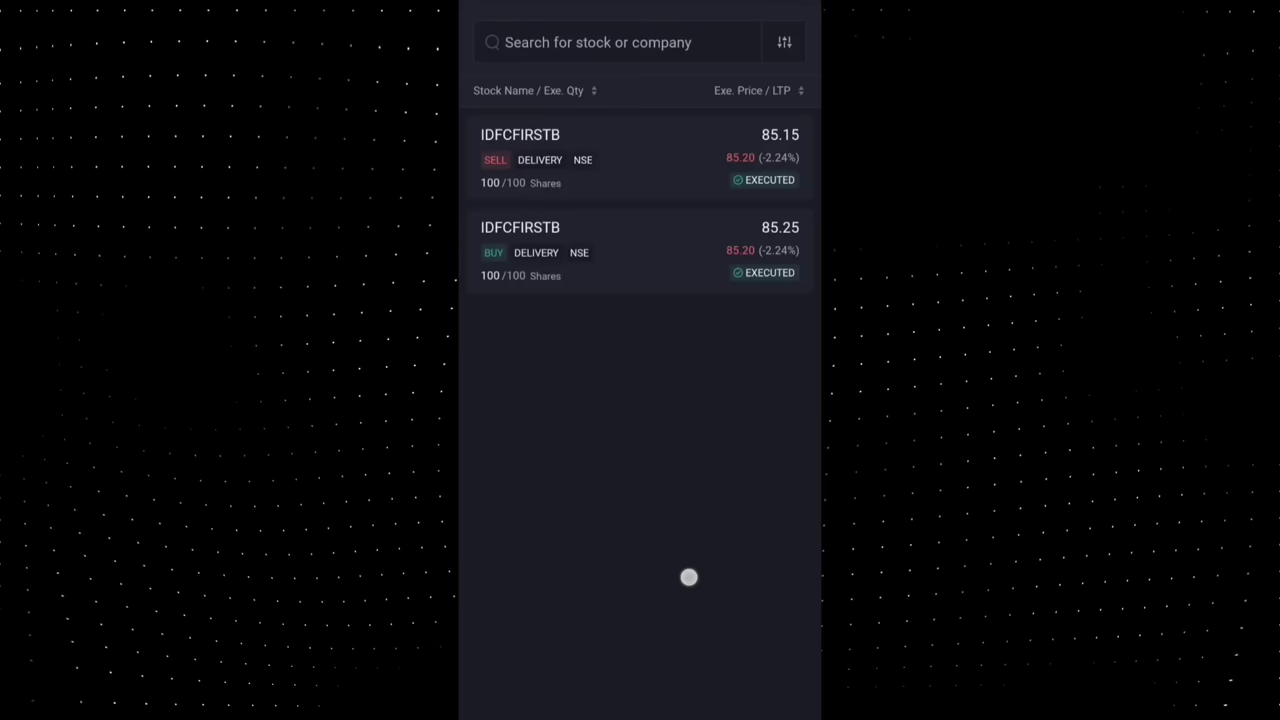 Search for stock or company
Stock Name / Exe. Qty Exe. Price / LTP
IDFCFIRSTB 85.15
SELL DELIVERY NSE 85.20 (-2.24%)
100 /100 Shares EXECUTED
IDFCFIRSTB 85.25
BUY DELIVERY NSE 85.20 (-2.24%)
100 /100 Shares EXECUTED